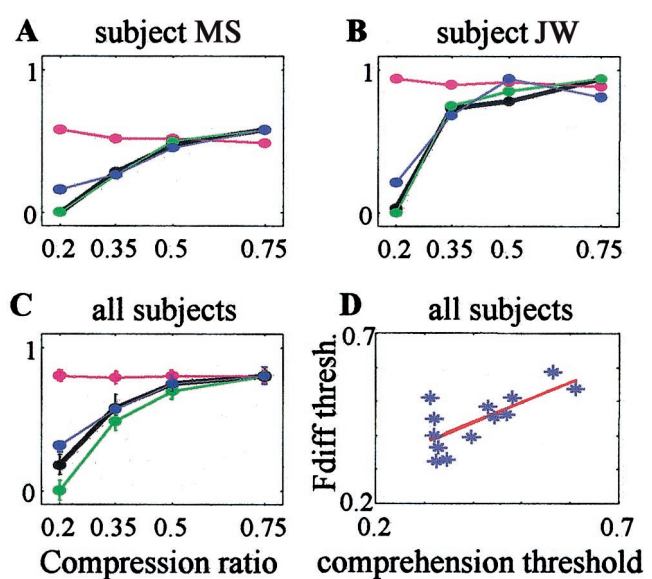 A subject MS
B subject JW
1
0
0.2 0.35 0.5 0.75
1
0
0.2 0.35 0.5 0.75
C all subjects
D all subjects
1
0
0.2 0.35 0.5 0.75
Compression ratio
0.7
Fdiff thresh.
0.2
0.2 0.7
comprehension threshold